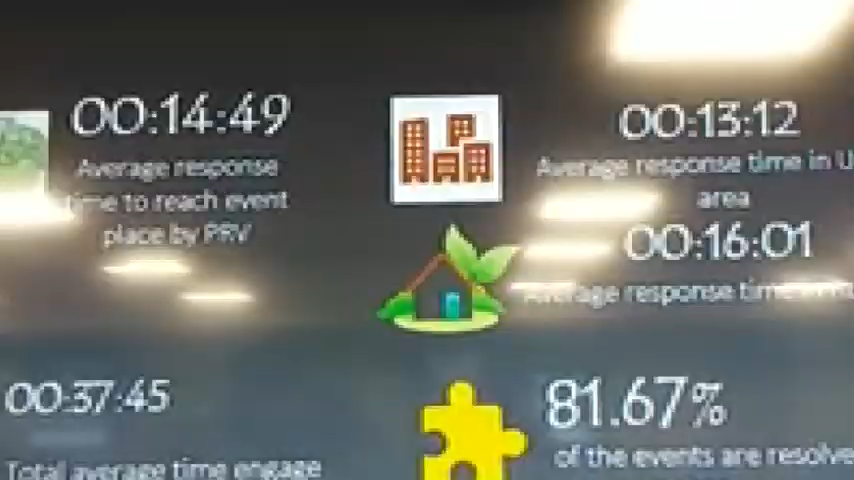 00:14:49
Average response
time to reach event
place by PRV
00:13:12
Average response time in U
area
00:16:01
Average response time
00:37:45
Total average time engage
81.67%
of the events are resolve